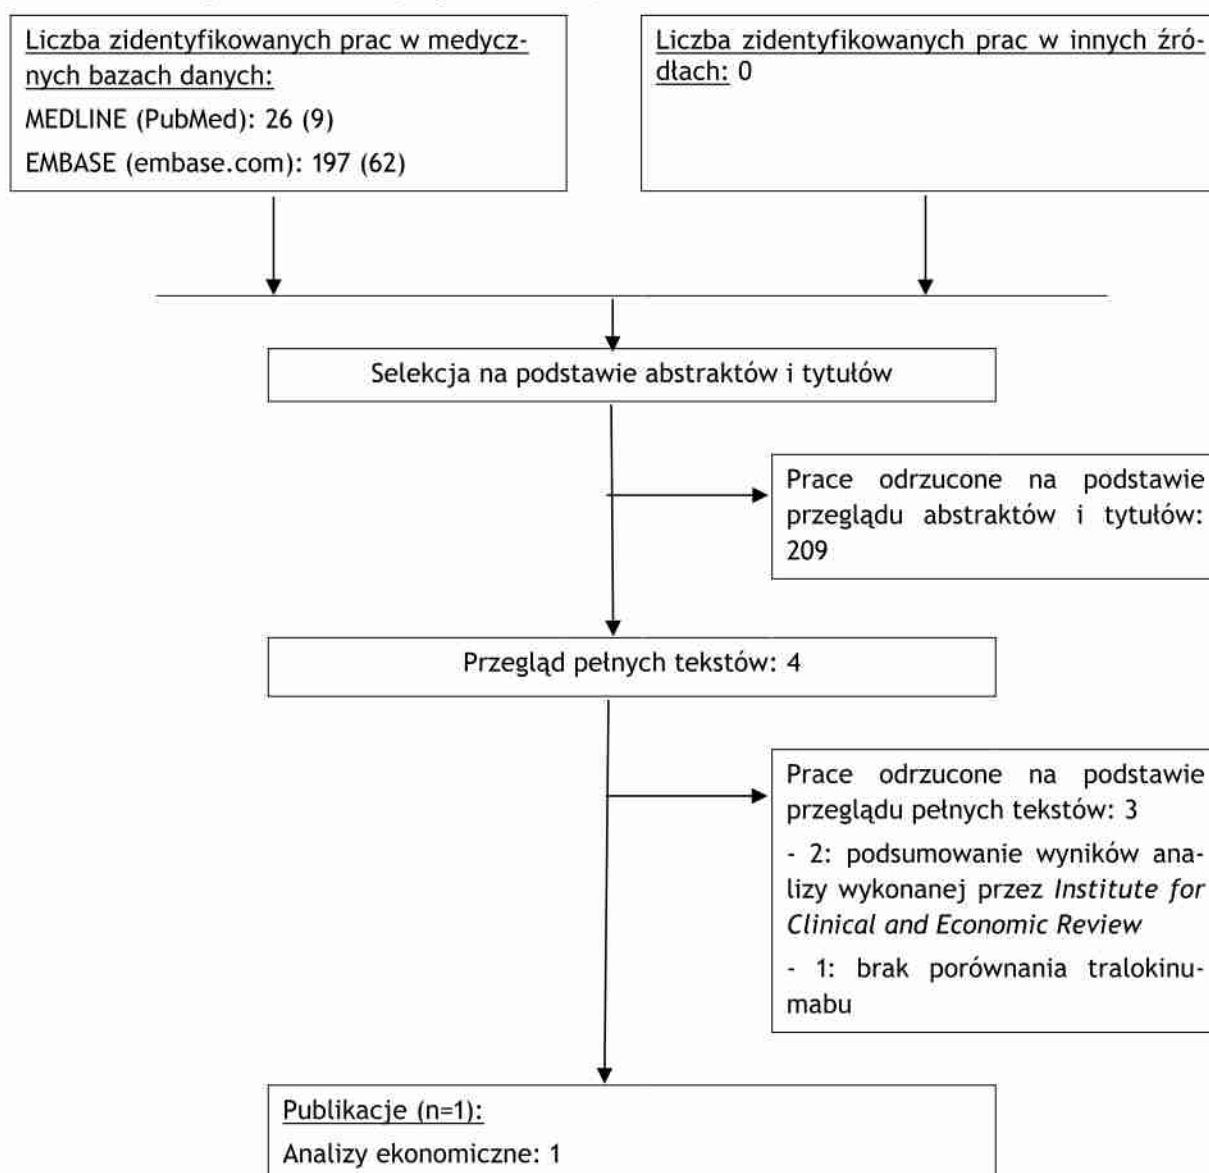 Liczba zidentyfikowanych prac w medycz-
nych bazach danych:
MEDLINE (PubMed): 26 (9)
EMBASE (embase.com): 197 (62)
Liczba zidentyfikowanych prac w innych źró-
dłach: 0
Selekcja na podstawie abstraktów i tytułów
Prace odrzucone na podstawie
przeglądu abstraktów i tytułów:
209
Przegląd pełnych tekstów: 4
Prace odrzucone na podstawie
przeglądu pełnych tekstów: 3
- 2: podsumowanie wyników ana-
lizy wykonanej przez Institute for
Clinical and Economic Review
- 1: brak porównania tralokinu-
mabu
Publikacje (n=1):
Analizy ekonomiczne: 1